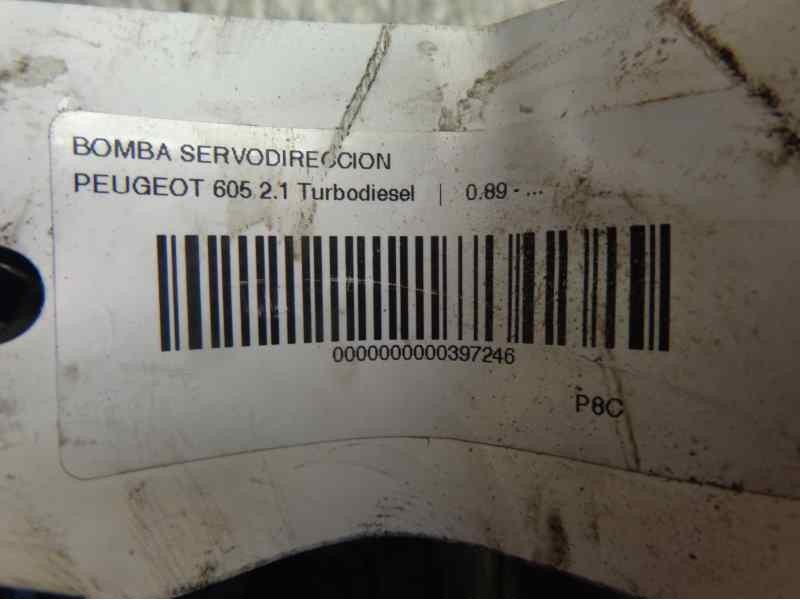 BOMBA SERVODIRECCION
PEUGEOT 605 2.1 Turbodiesel | 0.89 - ...
0000000000397246
P8C